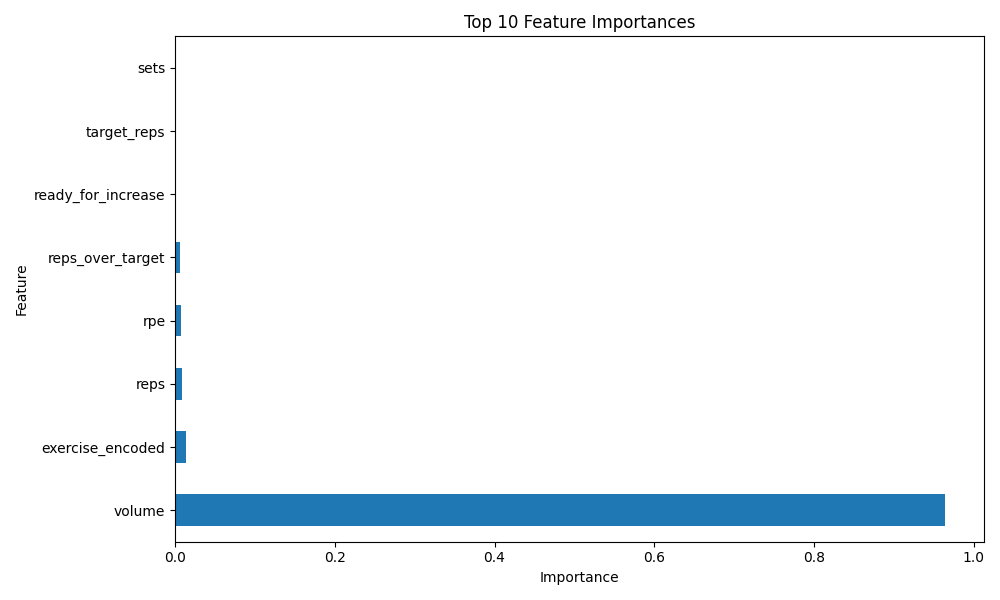 Top 10 Feature Importances
sets
target_reps
ready_for_increase
reps_over_target
rpe
reps
exercise_encoded
volume
Feature
0.0 0.2 0.4 0.6 0.8 1.0
Importance